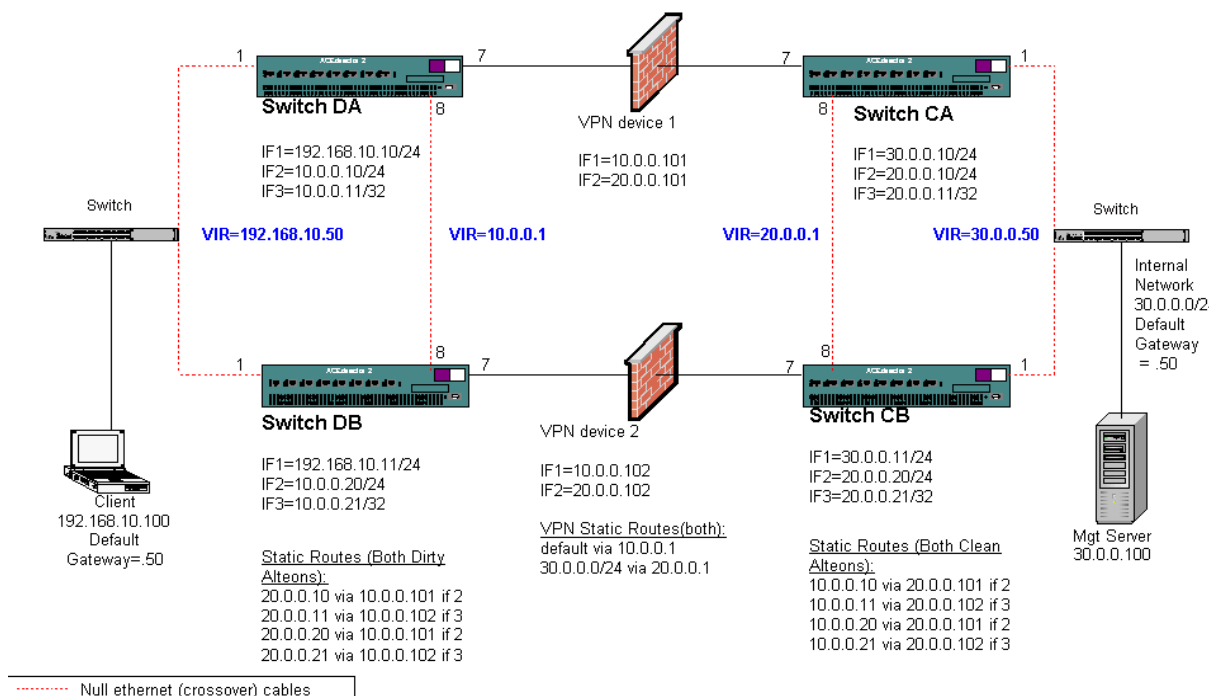 1
ACEdirector 2
7
7
ACEdirector 2
1
Switch DA
8
VPN device 1
8
Switch CA
IF1=192.168.10.10/24
IF2=10.0.0.10/24
IF3=10.0.0.11/32
IF1=10.0.0.101
IF2=20.0.0.101
IF1=30.0.0.10/24
IF2=20.0.0.10/24
IF3=20.0.0.11/32
Switch
Switch
VIR=192.168.10.50
VIR=10.0.0.1
VIR=20.0.0.1
VIR=30.0.0.50
Internal
Network
30.0.0.0/24
Default
Gateway
= .50
1
ACEdirector 2
8
7
7
8
ACEdirector 2
1
Switch DB
VPN device 2
Switch CB
IF1=192.168.10.11/24
IF2=10.0.0.20/24
IF3=10.0.0.21/32
IF1=10.0.0.102
IF2=20.0.0.102
IF1=30.0.0.11/24
IF2=20.0.0.20/24
IF3=20.0.0.21/32
Client
192.168.10.100
Default
Gateway=.50
Mgt Server
30.0.0.100
VPN Static Routes(both):
default via 10.0.0.1
30.0.0.0/24 via 20.0.0.1
Static Routes (Both Dirty
Alteons):
20.0.0.10 via 10.0.0.101 if 2
20.0.0.11 via 10.0.0.102 if 3
20.0.0.20 via 10.0.0.101 if 2
20.0.0.21 via 10.0.0.102 if 3
Static Routes (Both Clean
Alteons):
10.0.0.10 via 20.0.0.101 if 2
10.0.0.11 via 20.0.0.102 if 3
10.0.0.20 via 20.0.0.101 if 2
10.0.0.21 via 20.0.0.102 if 3
Null ethernet (crossover) cables